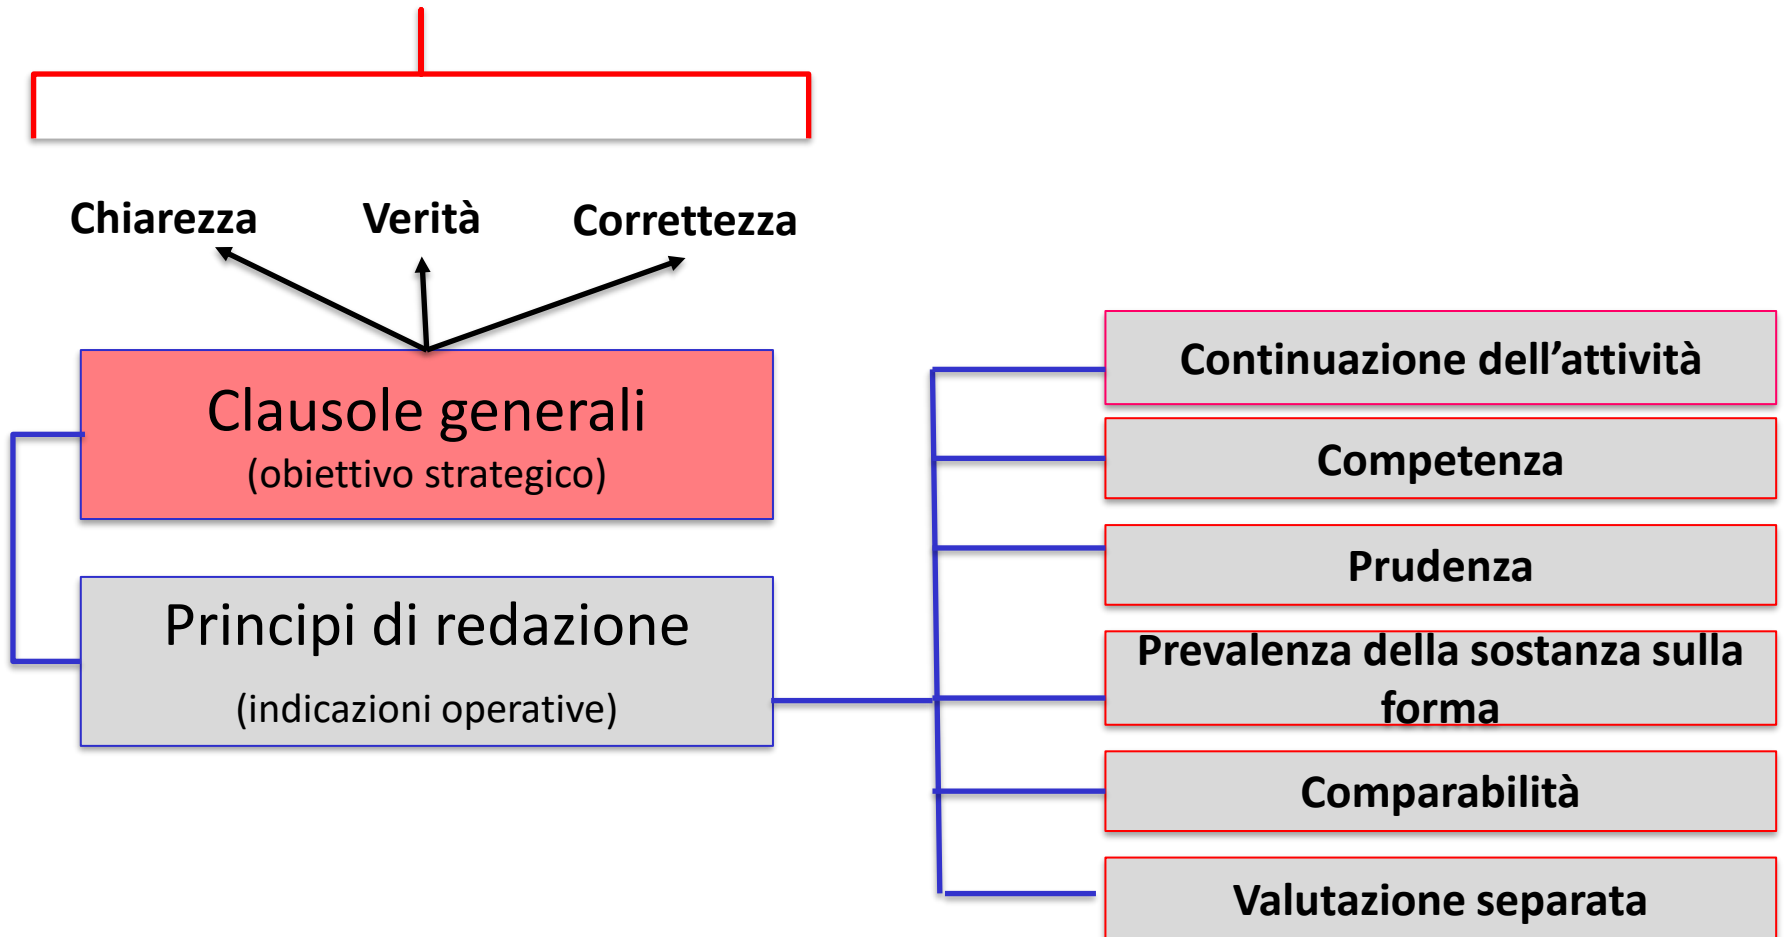 Chiarezza
Verità
Correttezza
Clausole generali
(obiettivo strategico)
Principi di redazione
(indicazioni operative)
Continuazione dell’attività
Competenza
Prudenza
Prevalenza della sostanza sulla
forma
Comparabilità
Valutazione separata